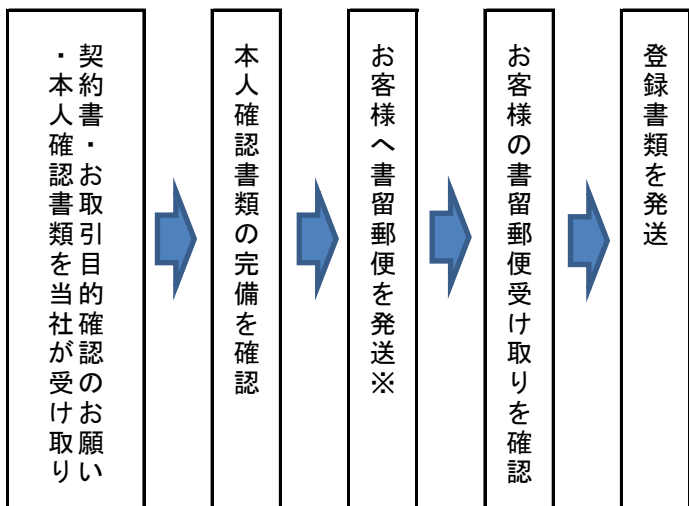 契約書・お取引目的確認のお願い
・本人確認書類を当社が受け取り
本人確認書類の完備を確認
お客様へ書留郵便を発送※
お客様の書留郵便受け取りを確認
登録書類を発送